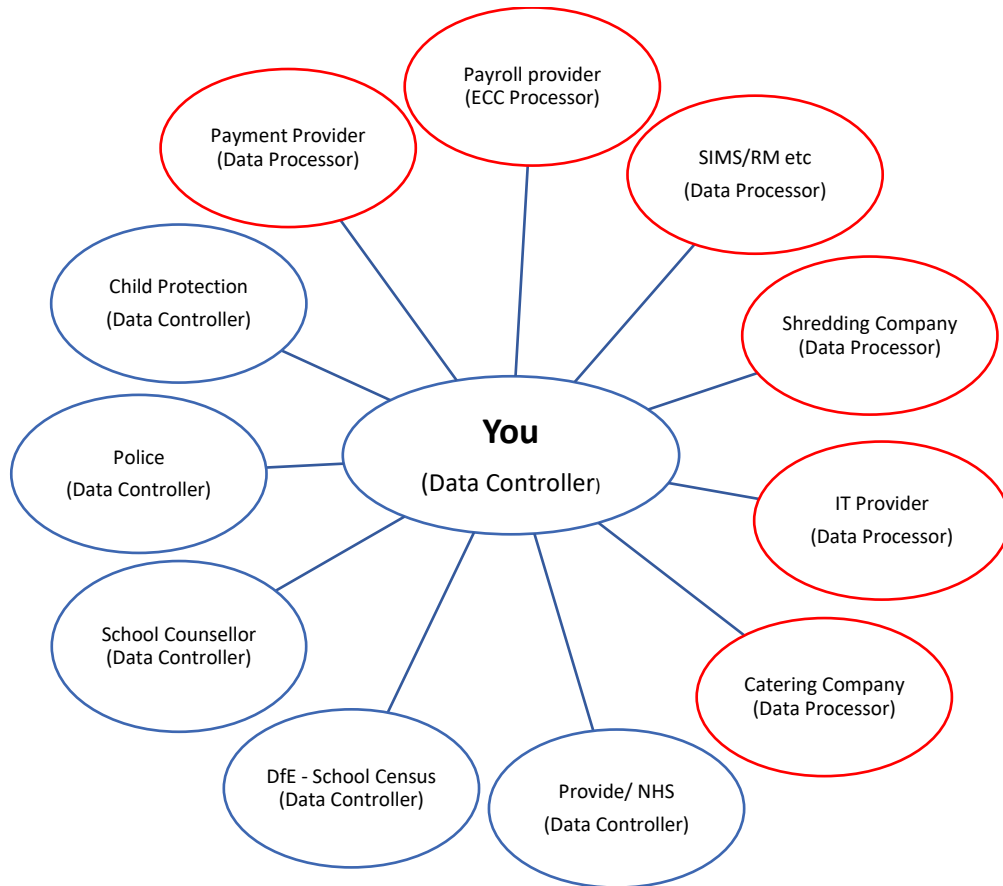 Payroll provider
(ECC Processor)
Payment Provider
(Data Processor)
SIMS/RM etc
(Data Processor)
Child Protection
(Data Controller)
Shredding Company
(Data Processor)
You
(Data Controller)
Police
(Data Controller)
IT Provider
(Data Processor)
School Counsellor
(Data Controller)
Catering Company
(Data Processor)
DfE - School Census
(Data Controller)
Provide/ NHS
(Data Controller)